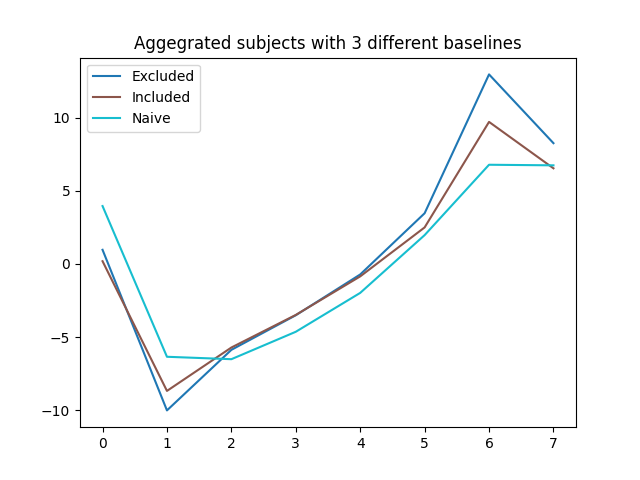 Aggegrated subjects with 3 different baselines
Excluded
Included
Naive
10
5
0
−5
−10
0 1 2 3 4 5 6 7